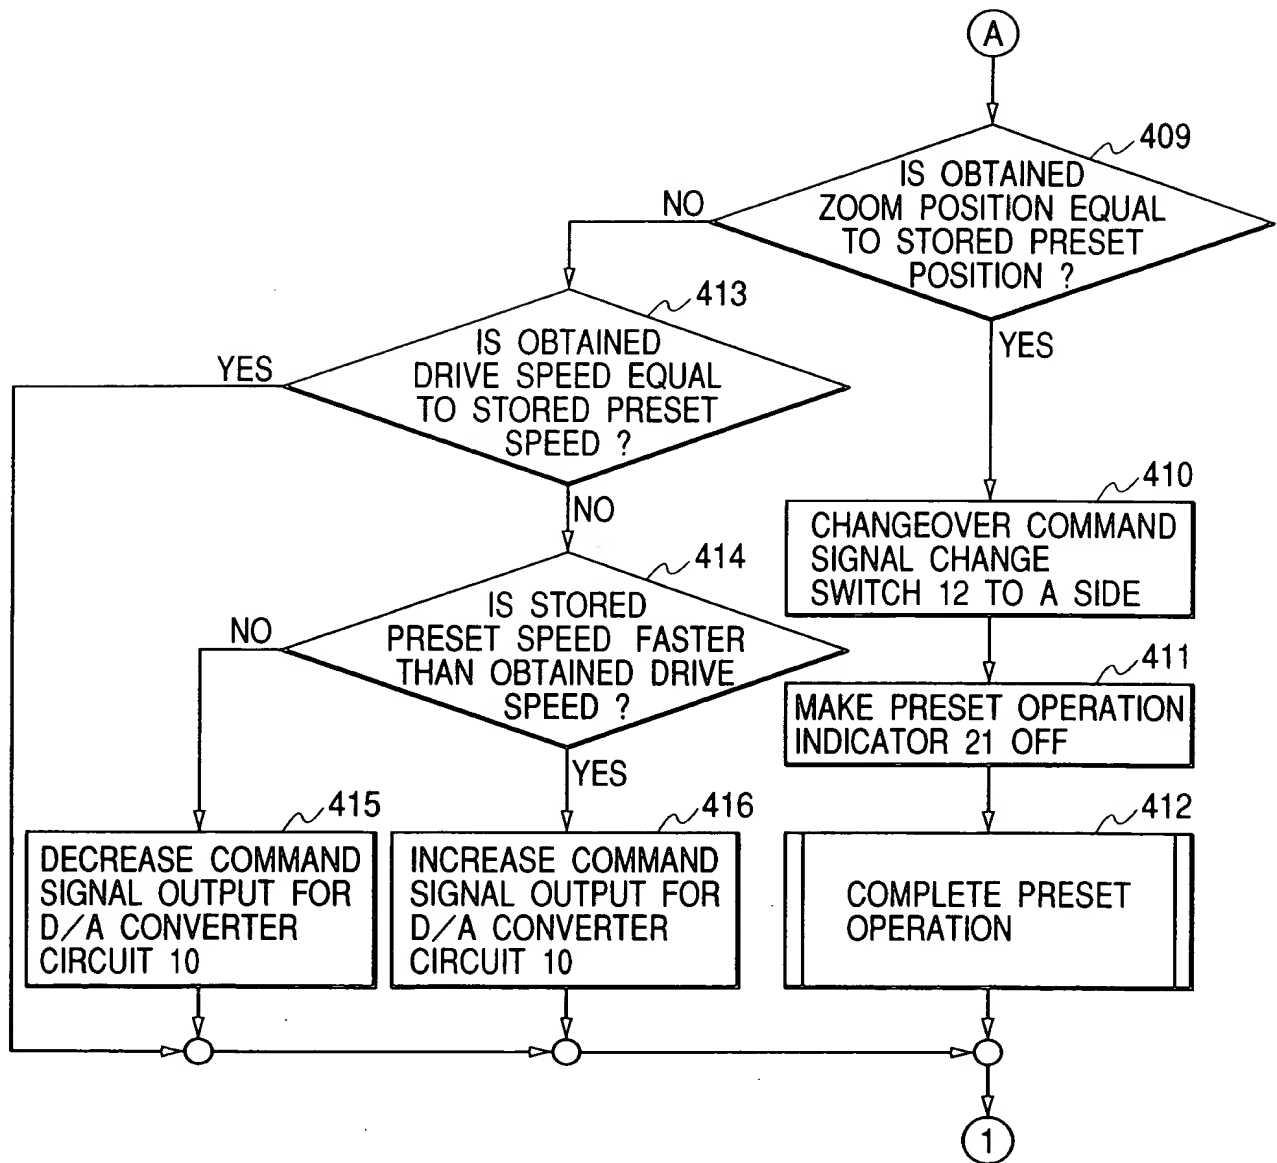 A
409
IS OBTAINED
ZOOM POSITION EQUAL
TO STORED PRESET
POSITION ?
NO
YES
413
IS OBTAINED
DRIVE SPEED EQUAL
TO STORED PRESET
SPEED ?
YES
NO
410
CHANGEOVER COMMAND
SIGNAL CHANGE
SWITCH 12 TO A SIDE
414
IS STORED
PRESET SPEED FASTER
THAN OBTAINED DRIVE
SPEED ?
NO
YES
411
MAKE PRESET OPERATION
INDICATOR 21 OFF
415
DECREASE COMMAND
SIGNAL OUTPUT FOR
D/A CONVERTER
CIRCUIT 10
416
INCREASE COMMAND
SIGNAL OUTPUT FOR
D/A CONVERTER
CIRCUIT 10
412
COMPLETE PRESET
OPERATION
1